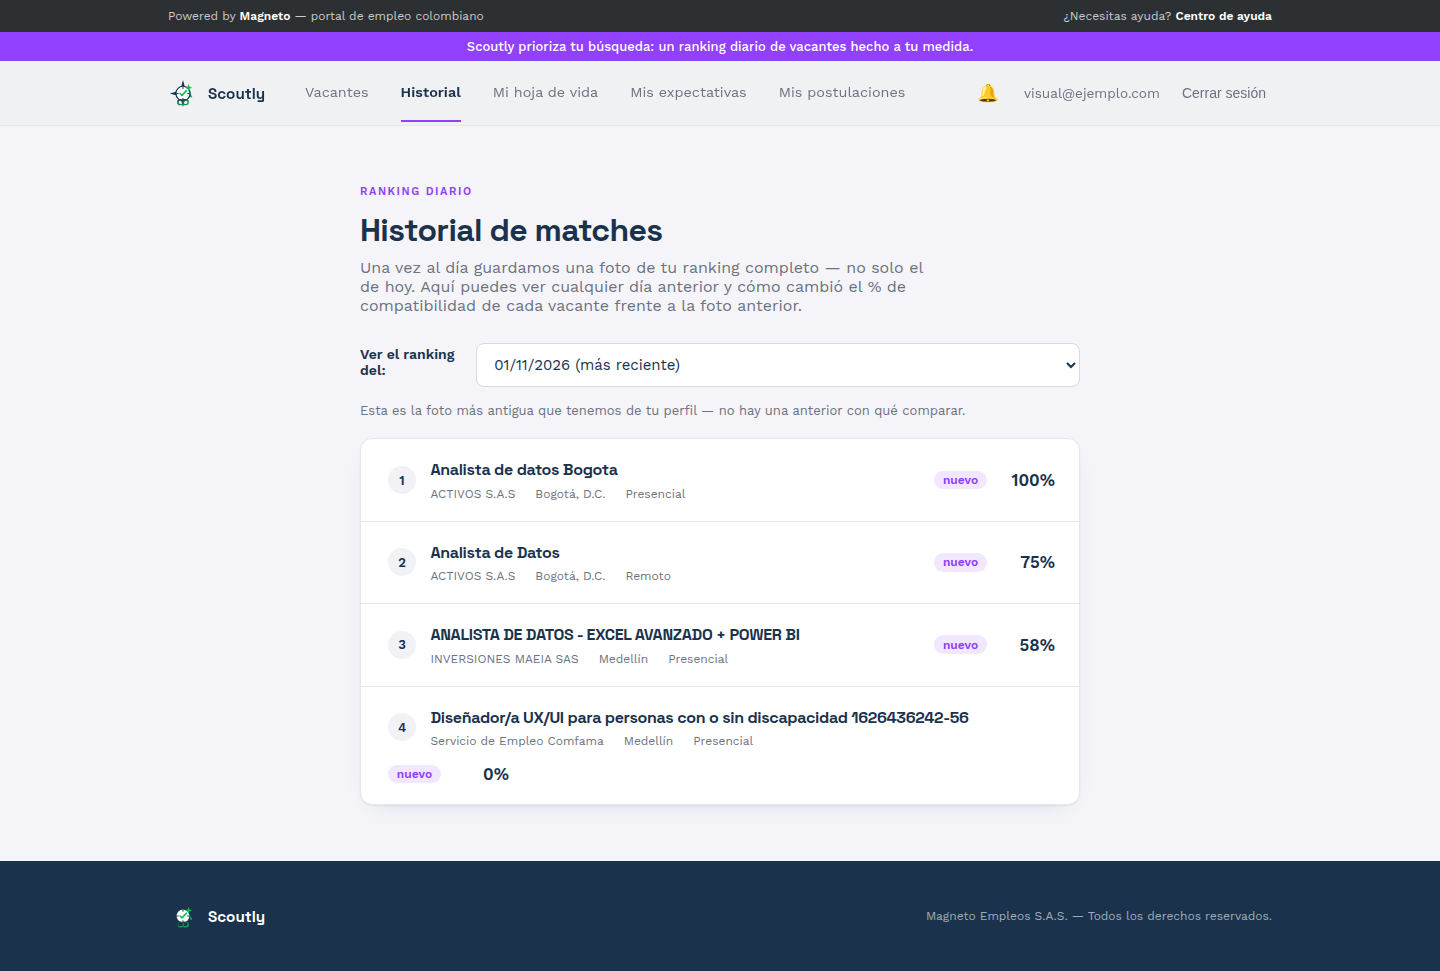 Powered by Magneto — portal de empleo colombiano
¿Necesitas ayuda? Centro de ayuda
Scoutly prioriza tu búsqueda: un ranking diario de vacantes hecho a tu medida.
Scoutly
Vacantes
Historial
Mi hoja de vida
Mis expectativas
Mis postulaciones
visual@ejemplo.com
Cerrar sesión
RANKING DIARIO
Historial de matches
Una vez al día guardamos una foto de tu ranking completo — no solo el
de hoy. Aquí puedes ver cualquier día anterior y cómo cambió el % de
compatibilidad de cada vacante frente a la foto anterior.
Ver el ranking
del:
01/11/2026 (más reciente)
Esta es la foto más antigua que tenemos de tu perfil — no hay una anterior con qué comparar.
1
Analista de datos Bogota
ACTIVOS S.A.S Bogotá, D.C. Presencial
nuevo 100%
2
Analista de Datos
ACTIVOS S.A.S Bogotá, D.C. Remoto
nuevo 75%
3
ANALISTA DE DATOS - EXCEL AVANZADO + POWER BI
INVERSIONES MAEIA SAS Medellín Presencial
nuevo 58%
4
Diseñador/a UX/UI para personas con o sin discapacidad 1626436242-56
Servicio de Empleo Comfama Medellín Presencial
nuevo 0%
Scoutly
Magneto Empleos S.A.S. — Todos los derechos reservados.